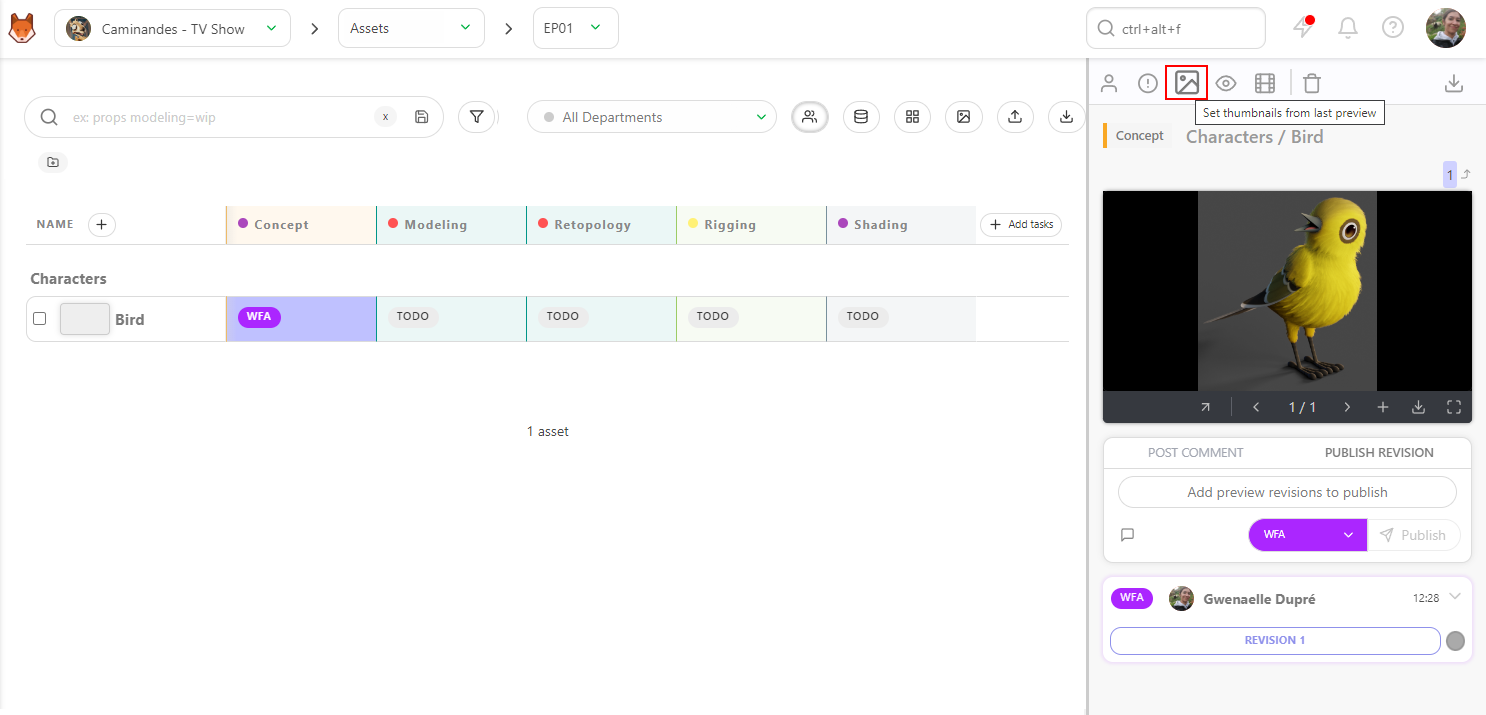 Caminandes - TV Show
Assets
EP01
ctrl+alt+f
ex: props modeling=wip
x
All Departments
Set thumbnails from last preview
Concept
Characters / Bird
1
NAME
Concept
Modeling
Retopology
Rigging
Shading
Add tasks
Characters
Bird
WFA
TODO
TODO
TODO
TODO
1 asset
1 / 1
POST COMMENT
PUBLISH REVISION
Add preview revisions to publish
WFA
Publish
WFA
Gwenaelle Dupré
12:28
REVISION 1